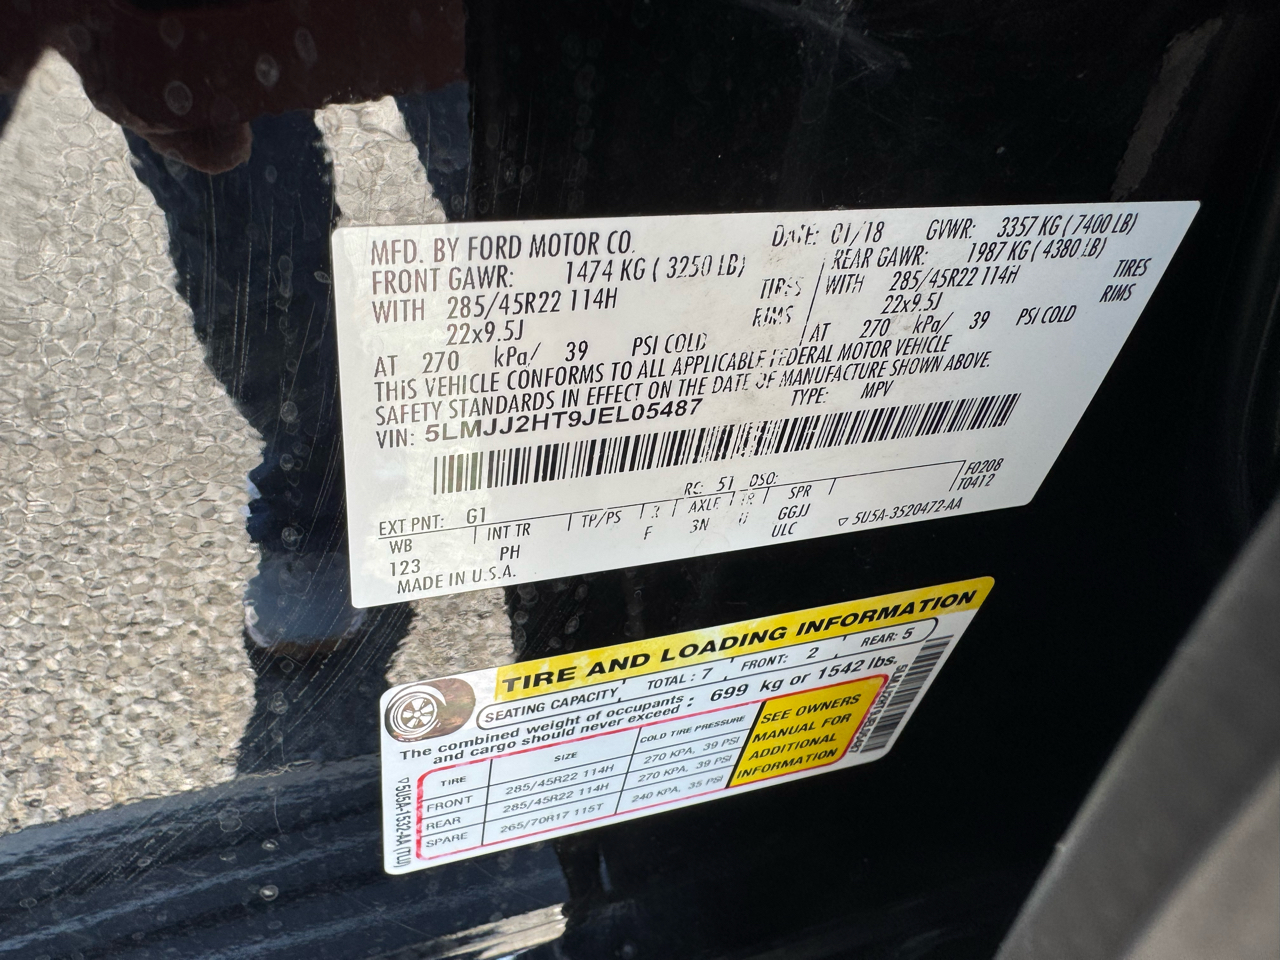 MFD. BY FORD MOTOR CO. DATE: 01/18 GVWR: 3357 KG ( 7400 LB)
FRONT GAWR: 1474 KG ( 3250 LB) REAR GAWR: 1987 KG ( 4380 LB)
WITH 285/45R22 114H TIRES WITH 285/45R22 114H TIRES
22x9.5J RIMS 22x9.5J RIMS
AT 270 kPa/ 39 PSI COLD AT 270 kPa/ 39 PSI COLD
THIS VEHICLE CONFORMS TO ALL APPLICABLE FEDERAL MOTOR VEHICLE
SAFETY STANDARDS IN EFFECT ON THE DATE OF MANUFACTURE SHOWN ABOVE.
VIN: 5LMJJ2HT9JEL05487 TYPE: MPV
RC: 51 DSO: F0208
EXT PNT: G1 T0412
WB INT TR TP/PS R AXLE TR SPR
123 PH F 3N GGJJ
ULC
MADE IN U.S.A. ▽ 5U5A-3520472-AA
TIRE AND LOADING INFORMATION
SEATING CAPACITY TOTAL: 7 FRONT: 2 REAR: 5
The combined weight of occupants
and cargo should never exceed : 699 kg or 1542 lbs.
TIRE SIZE COLD TIRE PRESSURE
FRONT 285/45R22 114H 270 KPA, 39 PSI
REAR 285/45R22 114H 270 KPA, 39 PSI
SPARE 265/70R17 115T 240 KPA, 35 PSI
SEE OWNERS
MANUAL FOR
ADDITIONAL
INFORMATION
▽5U5A-1532-AA (TLI)
5LMJJ2HT9JEL05487